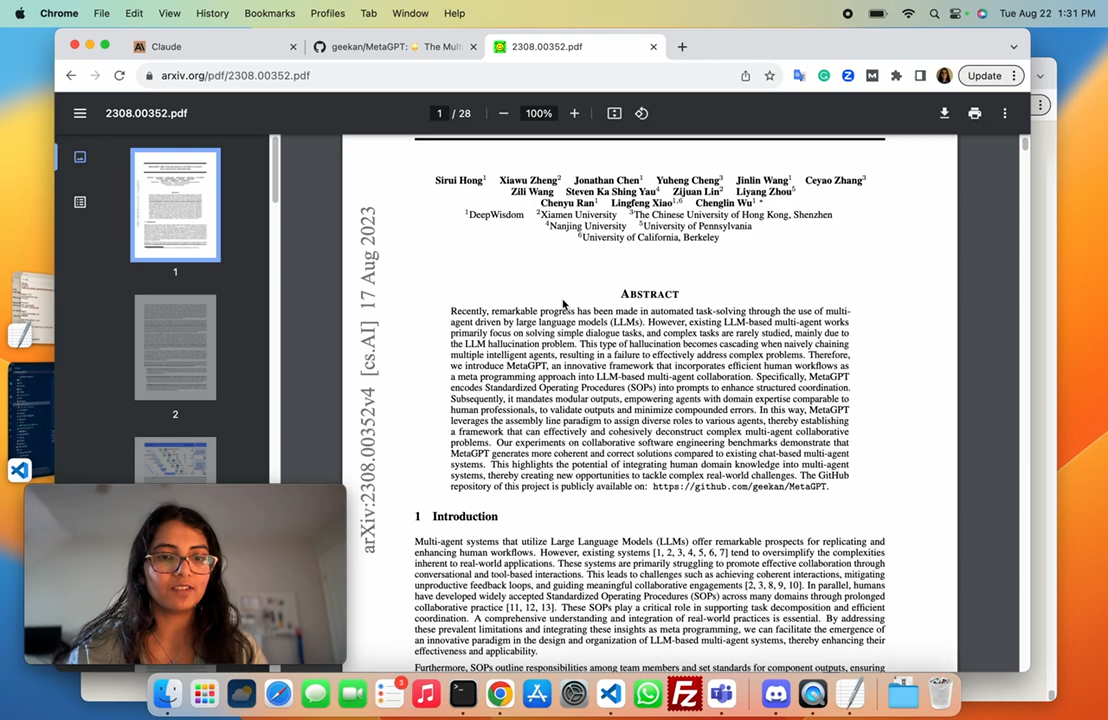 Chrome File Edit View History Bookmarks Profiles Tab Window Help Tue Aug 22 1:31 PM
Claude geekan/MetaGPT: 🌟 The Mult 2308.00352.pdf
arxiv.org/pdf/2308.00352.pdf Update
2308.00352.pdf 1 / 28 100%
Sirui Hong1 Xiawu Zheng2 Jonathan Chen1 Yuheng Cheng3 Jinlin Wang1 Ceyao Zhang3
Zili Wang Steven Ka Shing Yau4 Zijuan Lin2 Liyang Zhou5
Chenyu Ran1 Lingfeng Xiao1,6 Chenglin Wu1 *
1DeepWisdom 2Xiamen University 3The Chinese University of Hong Kong, Shenzhen
4Nanjing University 5University of Pennsylvania
6University of California, Berkeley
ABSTRACT
Recently, remarkable progress has been made in automated task-solving through the use of multi-
agent driven by large language models (LLMs). However, existing LLM-based multi-agent works
primarily focus on solving simple dialogue tasks, and complex tasks are rarely studied, mainly due to
the LLM hallucination problem. This type of hallucination becomes cascading when naively chaining
multiple intelligent agents, resulting in a failure to effectively address complex problems. Therefore,
we introduce MetaGPT, an innovative framework that incorporates efficient human workflows as
a meta programming approach into LLM-based multi-agent collaboration. Specifically, MetaGPT
encodes Standardized Operating Procedures (SOPs) into prompts to enhance structured coordination.
Subsequently, it mandates modular outputs, empowering agents with domain expertise comparable to
human professionals, to validate outputs and minimize compounded errors. In this way, MetaGPT
leverages the assembly line paradigm to assign diverse roles to various agents, thereby establishing
a framework that can effectively and cohesively deconstruct complex multi-agent collaborative
problems. Our experiments on collaborative software engineering benchmarks demonstrate that
MetaGPT generates more coherent and correct solutions compared to existing chat-based multi-agent
systems. This highlights the potential of integrating human domain knowledge into multi-agent
systems, thereby creating new opportunities to tackle complex real-world challenges. The GitHub
repository of this project is publicly available on: https://github.com/geekan/MetaGPT.
1 Introduction
Multi-agent systems that utilize Large Language Models (LLMs) offer remarkable prospects for replicating and
enhancing human workflows. However, existing systems [1, 2, 3, 4, 5, 6, 7] tend to oversimplify the complexities
inherent to real-world applications. These systems are primarily struggling to promote effective collaboration through
conversational and tool-based interactions. This leads to challenges such as achieving coherent interactions, mitigating
unproductive feedback loops, and guiding meaningful collaborative engagements [2, 3, 8, 9, 10]. In parallel, humans
have developed widely accepted Standardized Operating Procedures (SOPs) across many domains through prolonged
collaborative practice [11, 12, 13]. These SOPs play a critical role in supporting task decomposition and efficient
coordination. A comprehensive understanding and integration of real-world practices is essential. By addressing
these prevalent limitations and integrating these insights as meta programming, we can facilitate the emergence of
an innovative paradigm in the design and organization of LLM-based multi-agent systems, thereby enhancing their
effectiveness and applicability.
Furthermore, SOPs outline responsibilities among team members and set standards for component outputs, ensuring
arXiv:2308.00352v4 [cs.AI] 17 Aug 2023
1
2
3